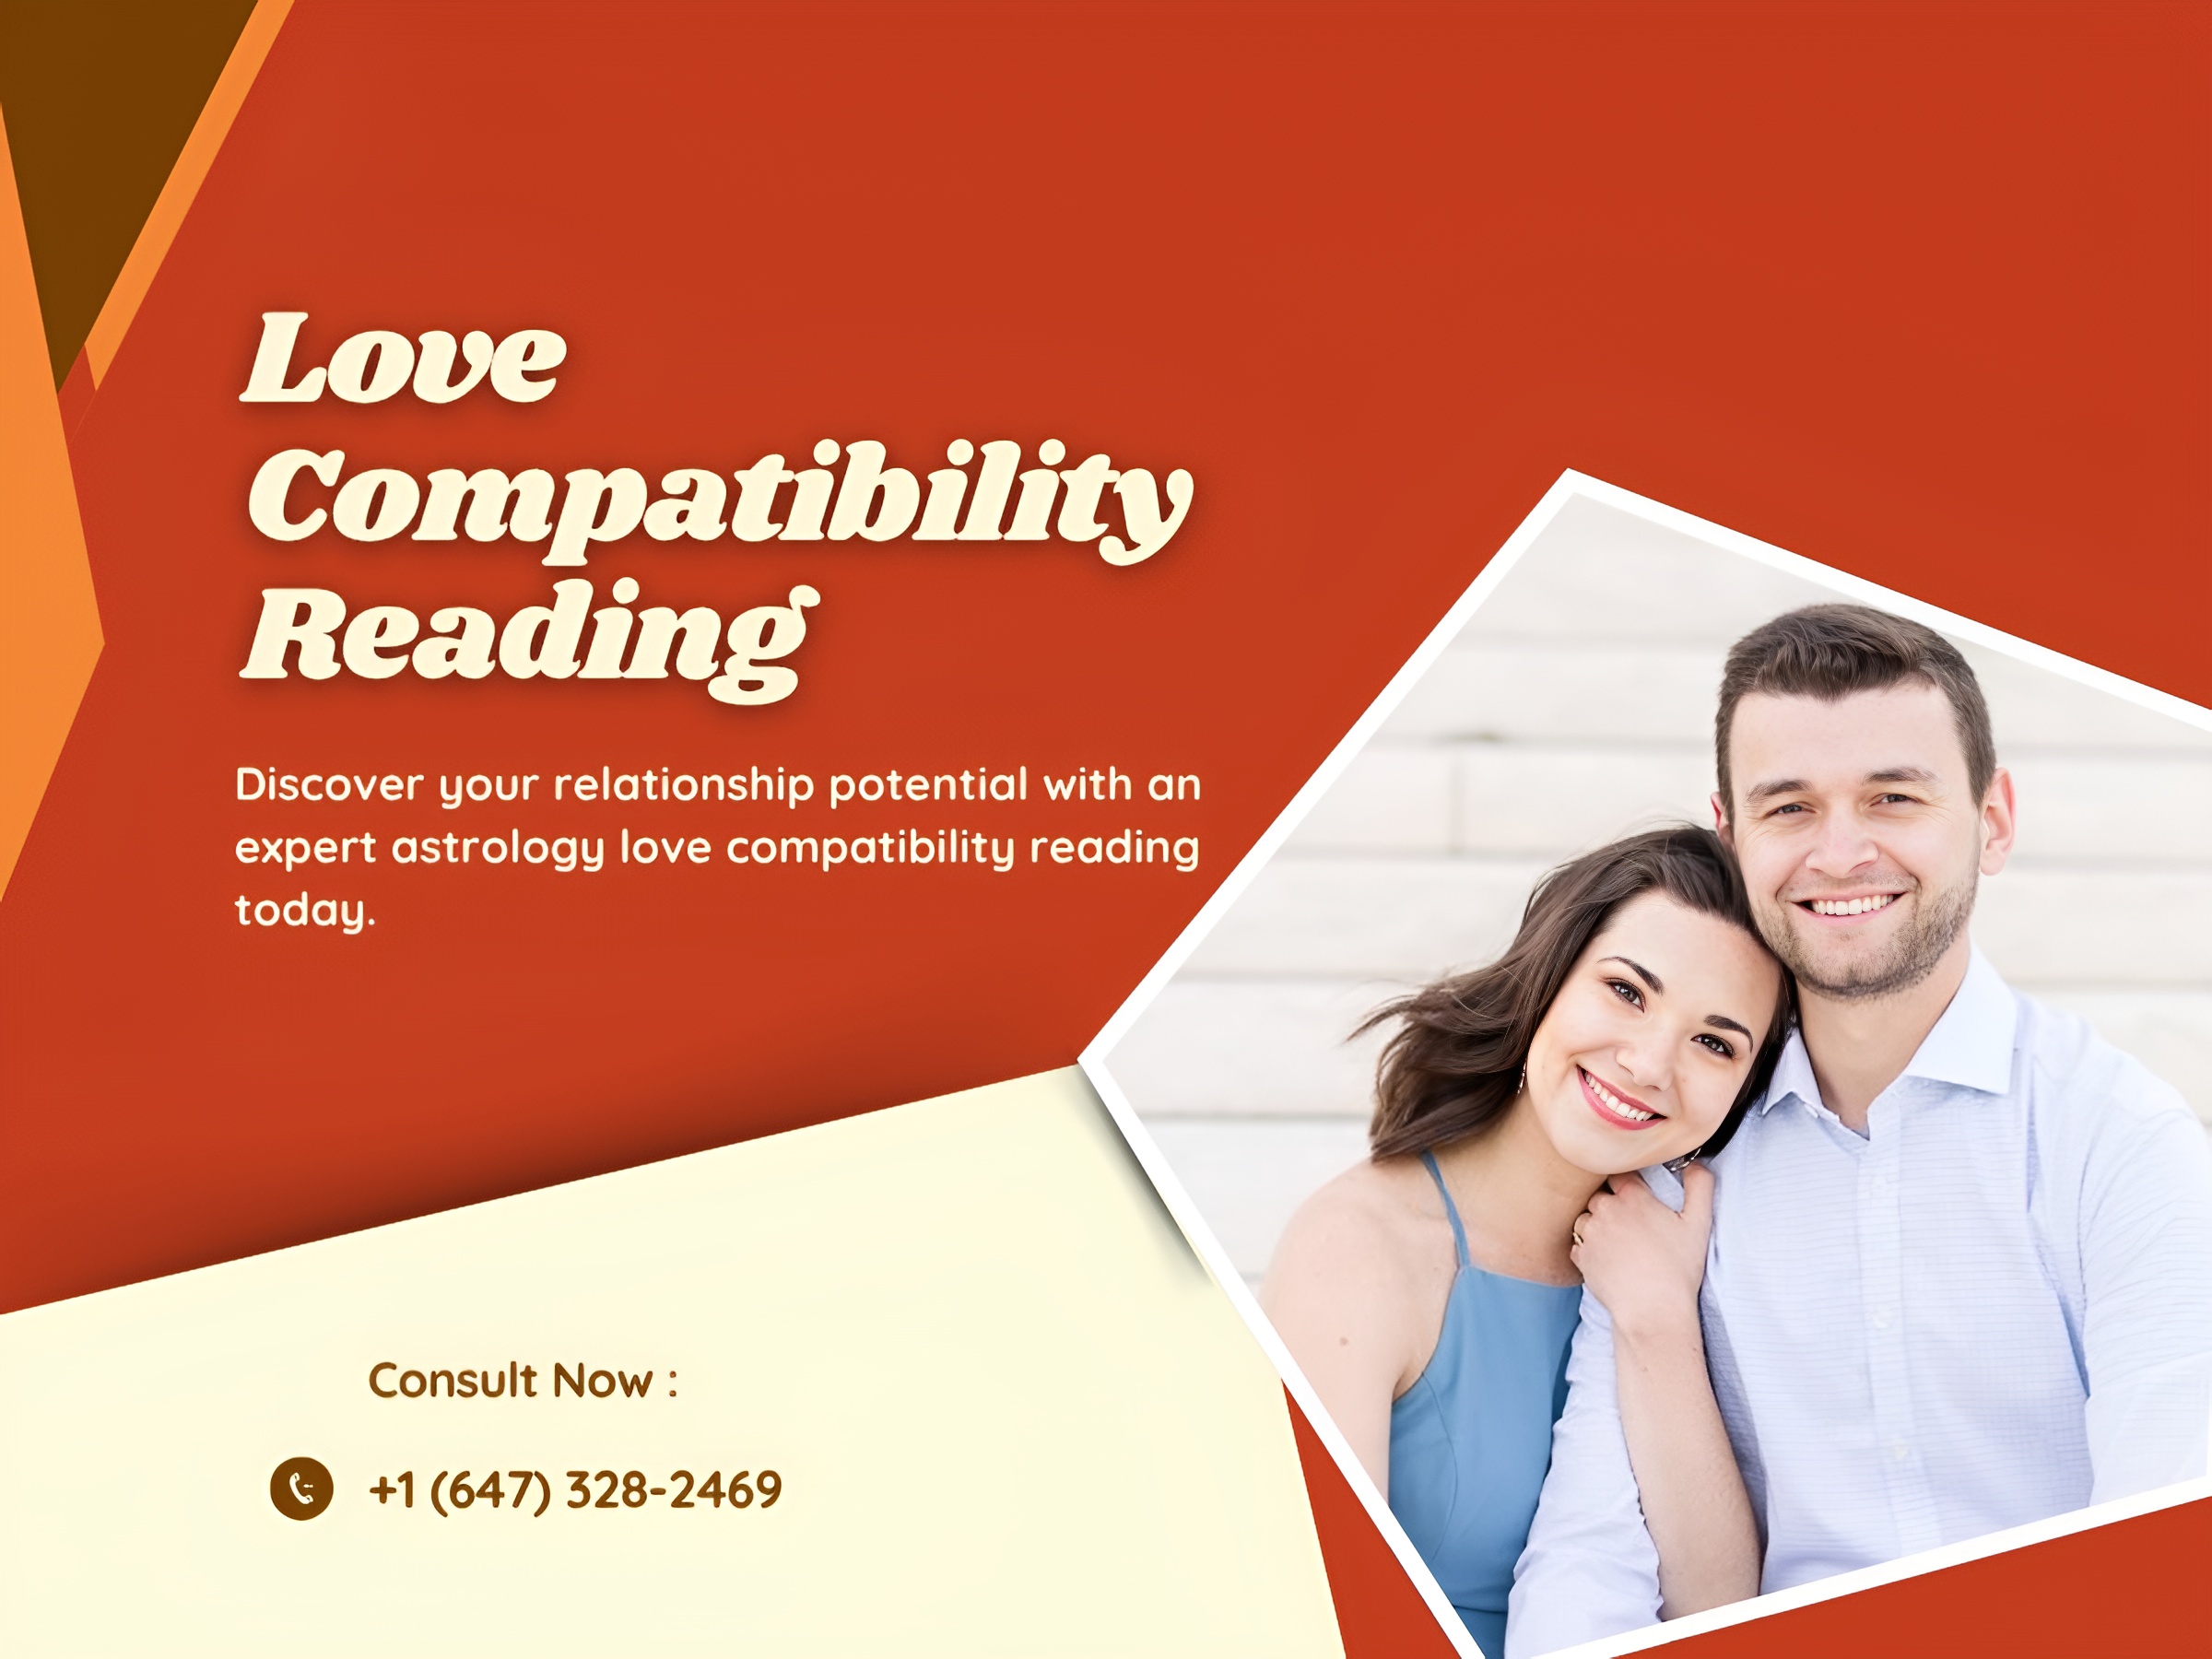 Love
Compatibility
Reading
Discover your relationship potential with an
expert astrology love compatibility reading
today.
Consult Now :
+1 (647) 328-2469